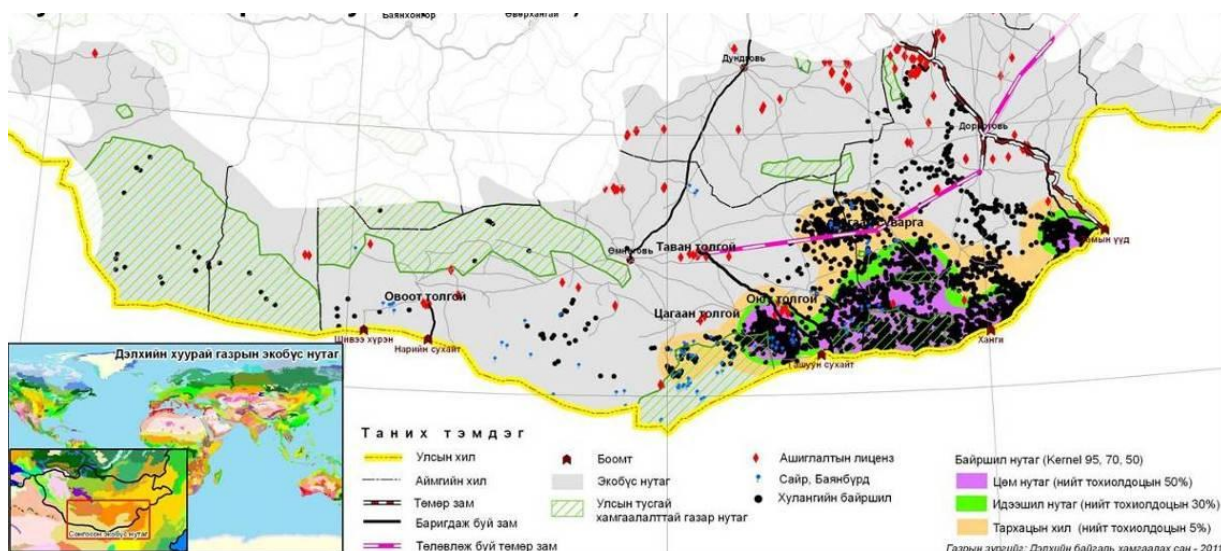 Баянхонгор
Өвөрхангай
Дундговь
Дорноговь
Өмнөговь
Таван толгой
Овоот толгой
Цагаан толгой
Оюут толгой
Шивээ хүрэн
Нарийн сухайт
Гашуун сухайт
Ханги
Дэлхийн хуурай газрын экобүс нутаг
Сонгосон экобүс нутаг
Таних тэмдэг
Улсын хил
Аймгийн хил
Төмөр зам
Баригдаж буй зам
Төлөвлөж буй төмөр зам
Боомт
Экобүс нутаг
Улсын тусгай
хамгаалалттай газар нутаг
Ашиглалтын лиценз
Сайр, Баянбүрд
Хулангийн байршил
Байршил нутаг (Kernel 95, 70, 50)
Цөм нутаг (нийт тохиолдоцын 50%)
Идээшил нутаг (нийт тохиолдоцын 30%)
Тархацын хил (нийт тохиолдоцын 5%)
Газрын зургийг: Дэлхийн байгаль хамгаалах сан -